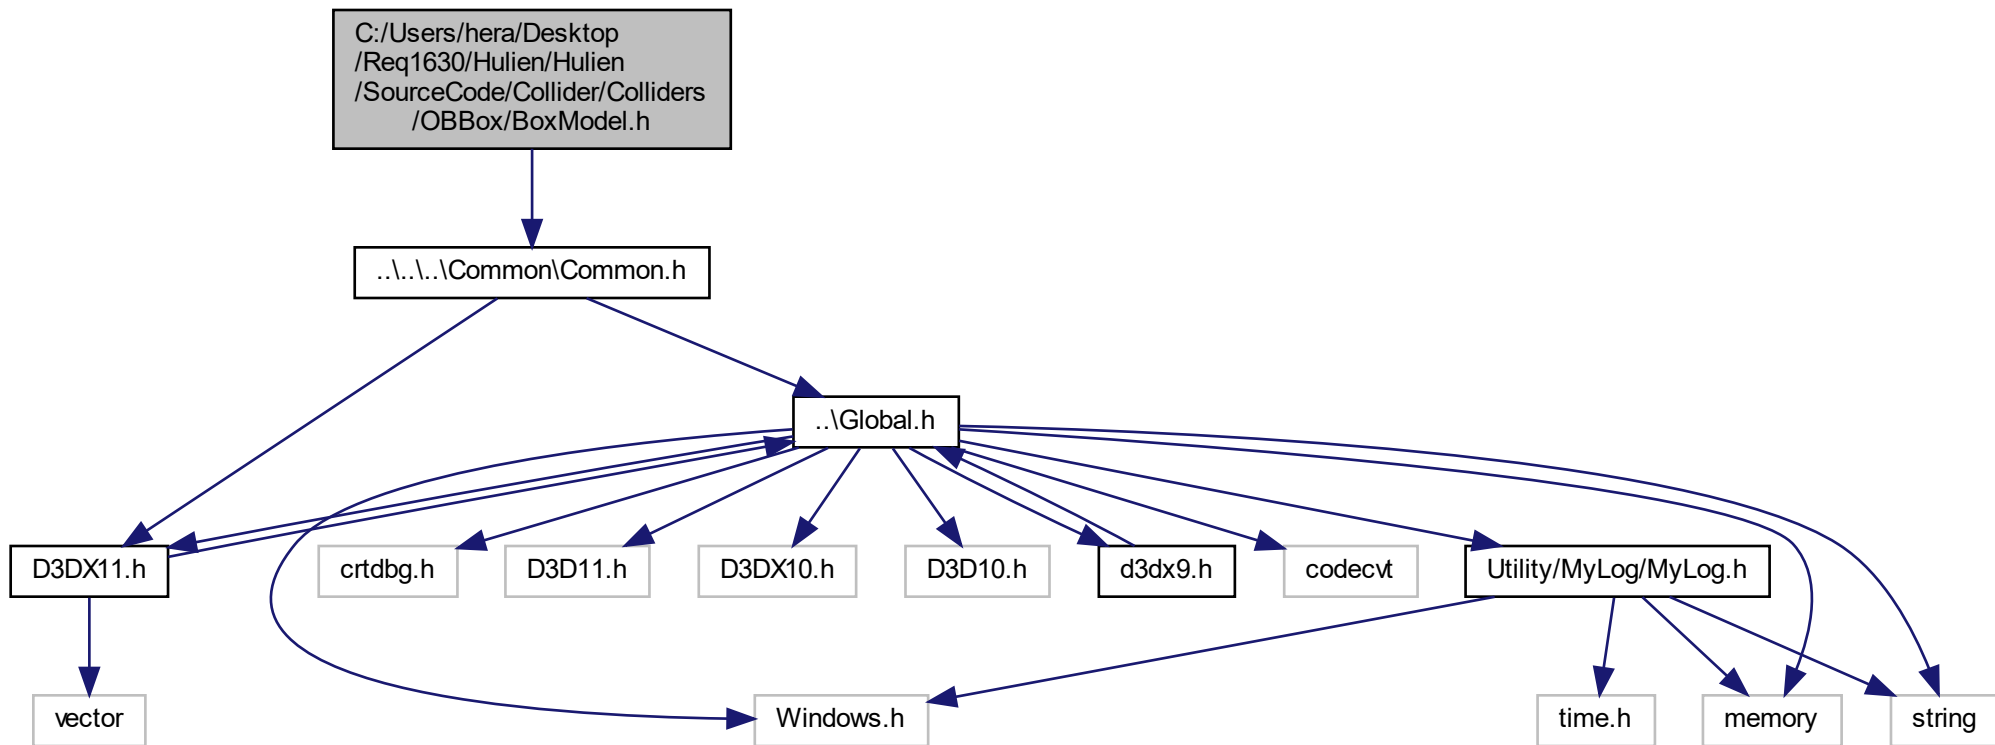 C:/Users/hera/Desktop
/Req1630/Hulien/Hulien
/SourceCode/Collider/Colliders
/OBBox/BoxModel.h
..\..\..\Common\Common.h
..\Global.h
D3DX11.h
crtdbg.h
D3D11.h
D3DX10.h
D3D10.h
d3dx9.h
codecvt
Utility/MyLog/MyLog.h
vector
Windows.h
time.h
memory
string